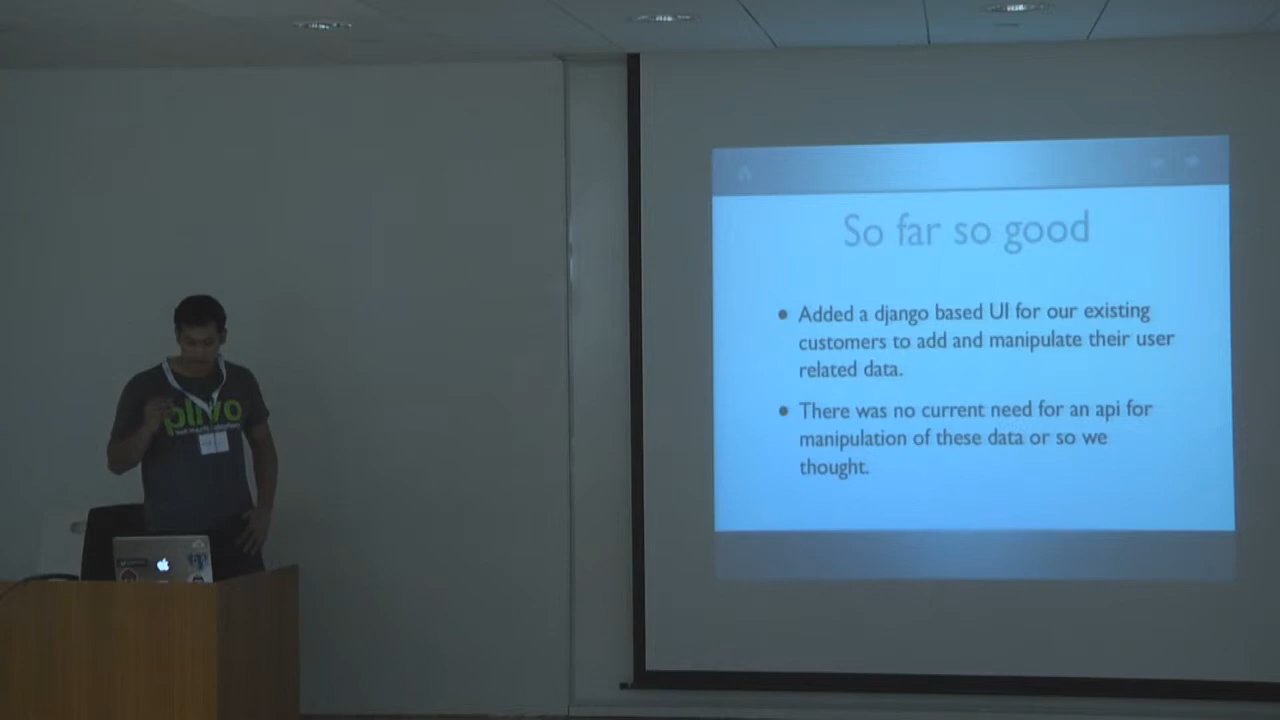 So far so good
Added a django based UI for our existing
customers to add and manipulate their user
related data.
There was no current need for an api for
manipulation of these data or so we
thought.
plivo